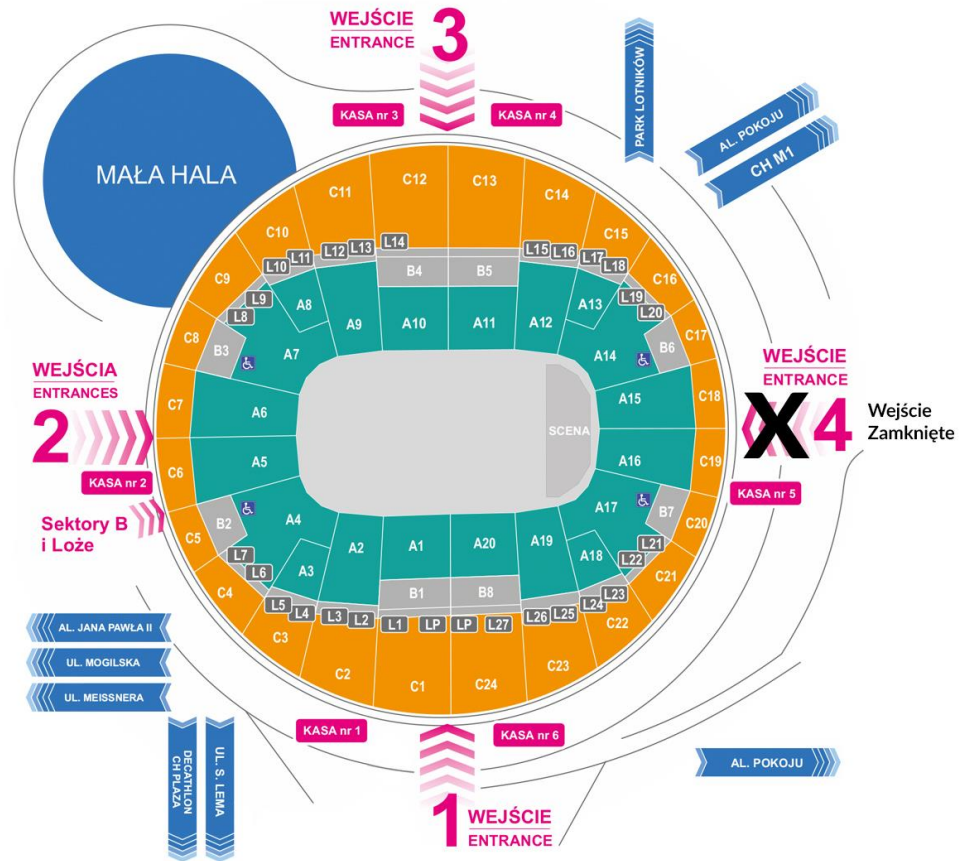 WEJŚCIE
ENTRANCE
3
KASA nr 3
KASA nr 4
PARK LOTNIKÓW
AL. POKOJU
CH M1
MAŁA HALA
C11
C12
C13
C14
C10
C15
C9
C16
C8
C17
C7
C18
C6
C19
C5
C20
C4
C21
C3
C22
C2
C23
C1
C24
L10
L11
L12
L13
L14
L15
L16
L17
L18
L9
L8
L19
L20
B4
B5
B3
B6
A8
A9
A10
A11
A12
A13
A7
A14
A6
A15
SCENA
A5
A16
A4
A17
A3
A2
A1
A20
A19
A18
B2
B7
B1
B8
L7
L6
L5
L4
L3
L2
L1
LP
LP
L27
L26
L25
L24
L23
L22
L21
WEJŚCIA
ENTRANCES
2
KASA nr 2
Sektory B
i Loże
WEJŚCIE
ENTRANCE
X
4
Wejście
Zamknięte
KASA nr 5
AL. JANA PAWŁA II
UL. MOGILSKA
UL. MEISSNERA
DECATHLON
CH PLAZA
UL. S. LEMA
KASA nr 1
KASA nr 6
1
WEJŚCIE
ENTRANCE
AL. POKOJU